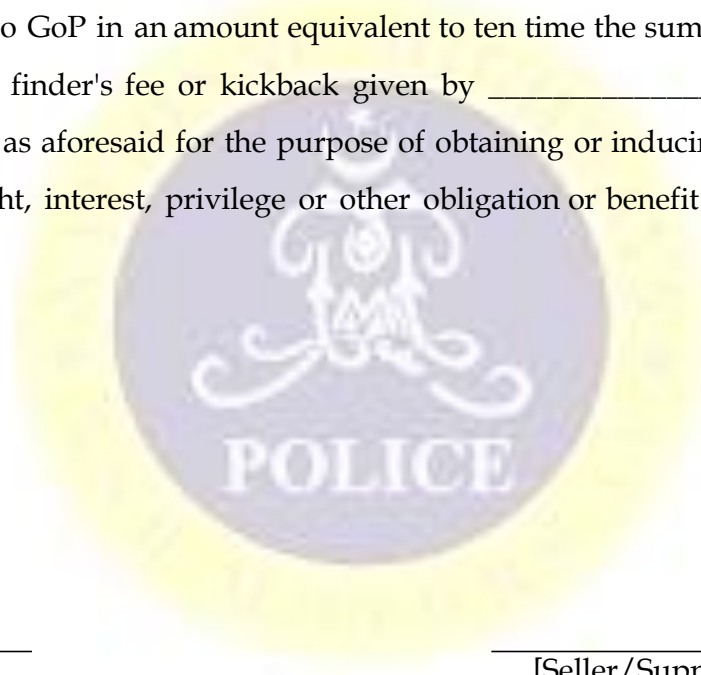 o GoP in an amount equivalent to ten time the sum
finder's fee or kickback given by ______________
as aforesaid for the purpose of obtaining or induci
ht, interest, privilege or other obligation or benefit
POLICE
[Seller/Supp